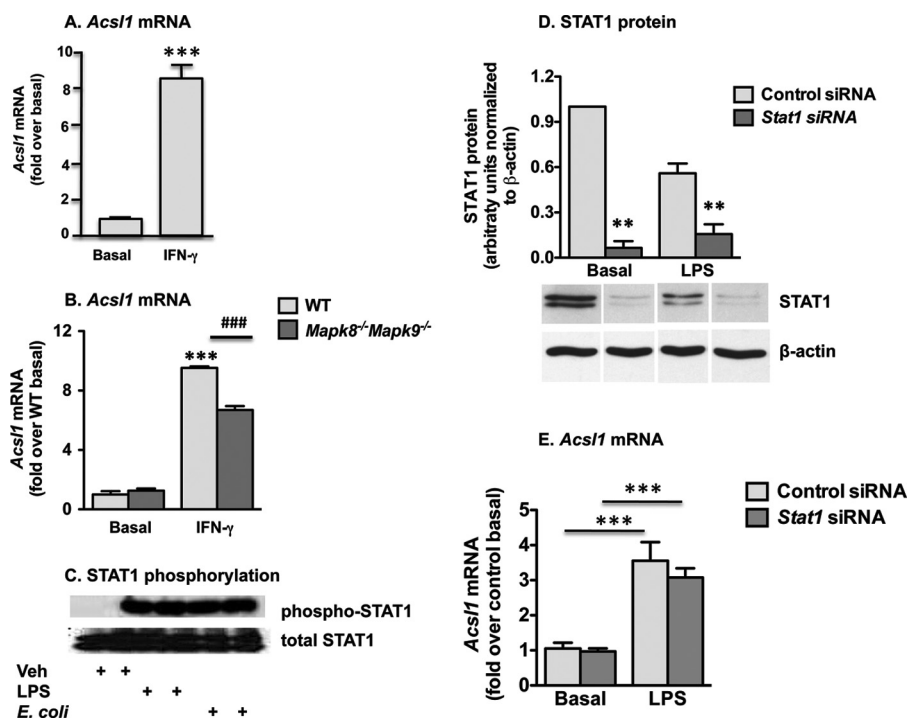 A. Acsl1 mRNA
10
8
6
4
2
0
Acsl1 mRNA
(fold over basal)
***
Basal
IFN-γ
B. Acsl1 mRNA
WT
Mapk8-/-Mapk9-/-
12
9
6
3
0
Acsl1 mRNA
(fold over WT basal)
***
###
Basal
IFN-γ
C. STAT1 phosphorylation
phospho-STAT1
total STAT1
Veh + +
LPS + +
E. coli + +
D. STAT1 protein
Control siRNA
Stat1 siRNA
1.2
0.9
0.6
0.3
0.0
STAT1 protein
(arbitraty units normalized
to β-actin)
**
**
Basal
LPS
STAT1
β-actin
E. Acsl1 mRNA
Control siRNA
Stat1 siRNA
5
4
3
2
1
0
Acsl1 mRNA
(fold over control basal)
***
***
Basal
LPS